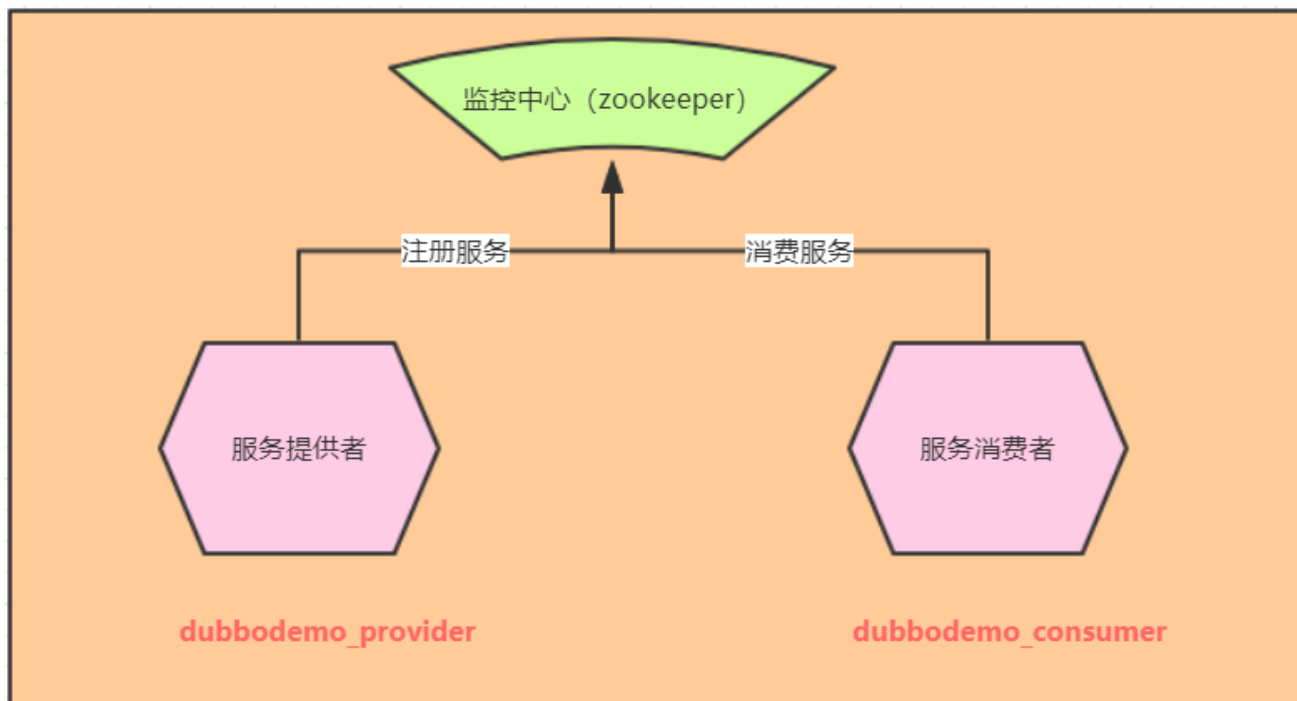 监控中心（zookeeper）
注册服务
消费服务
服务提供者
服务消费者
dubbodemo_provider
dubbodemo_consumer